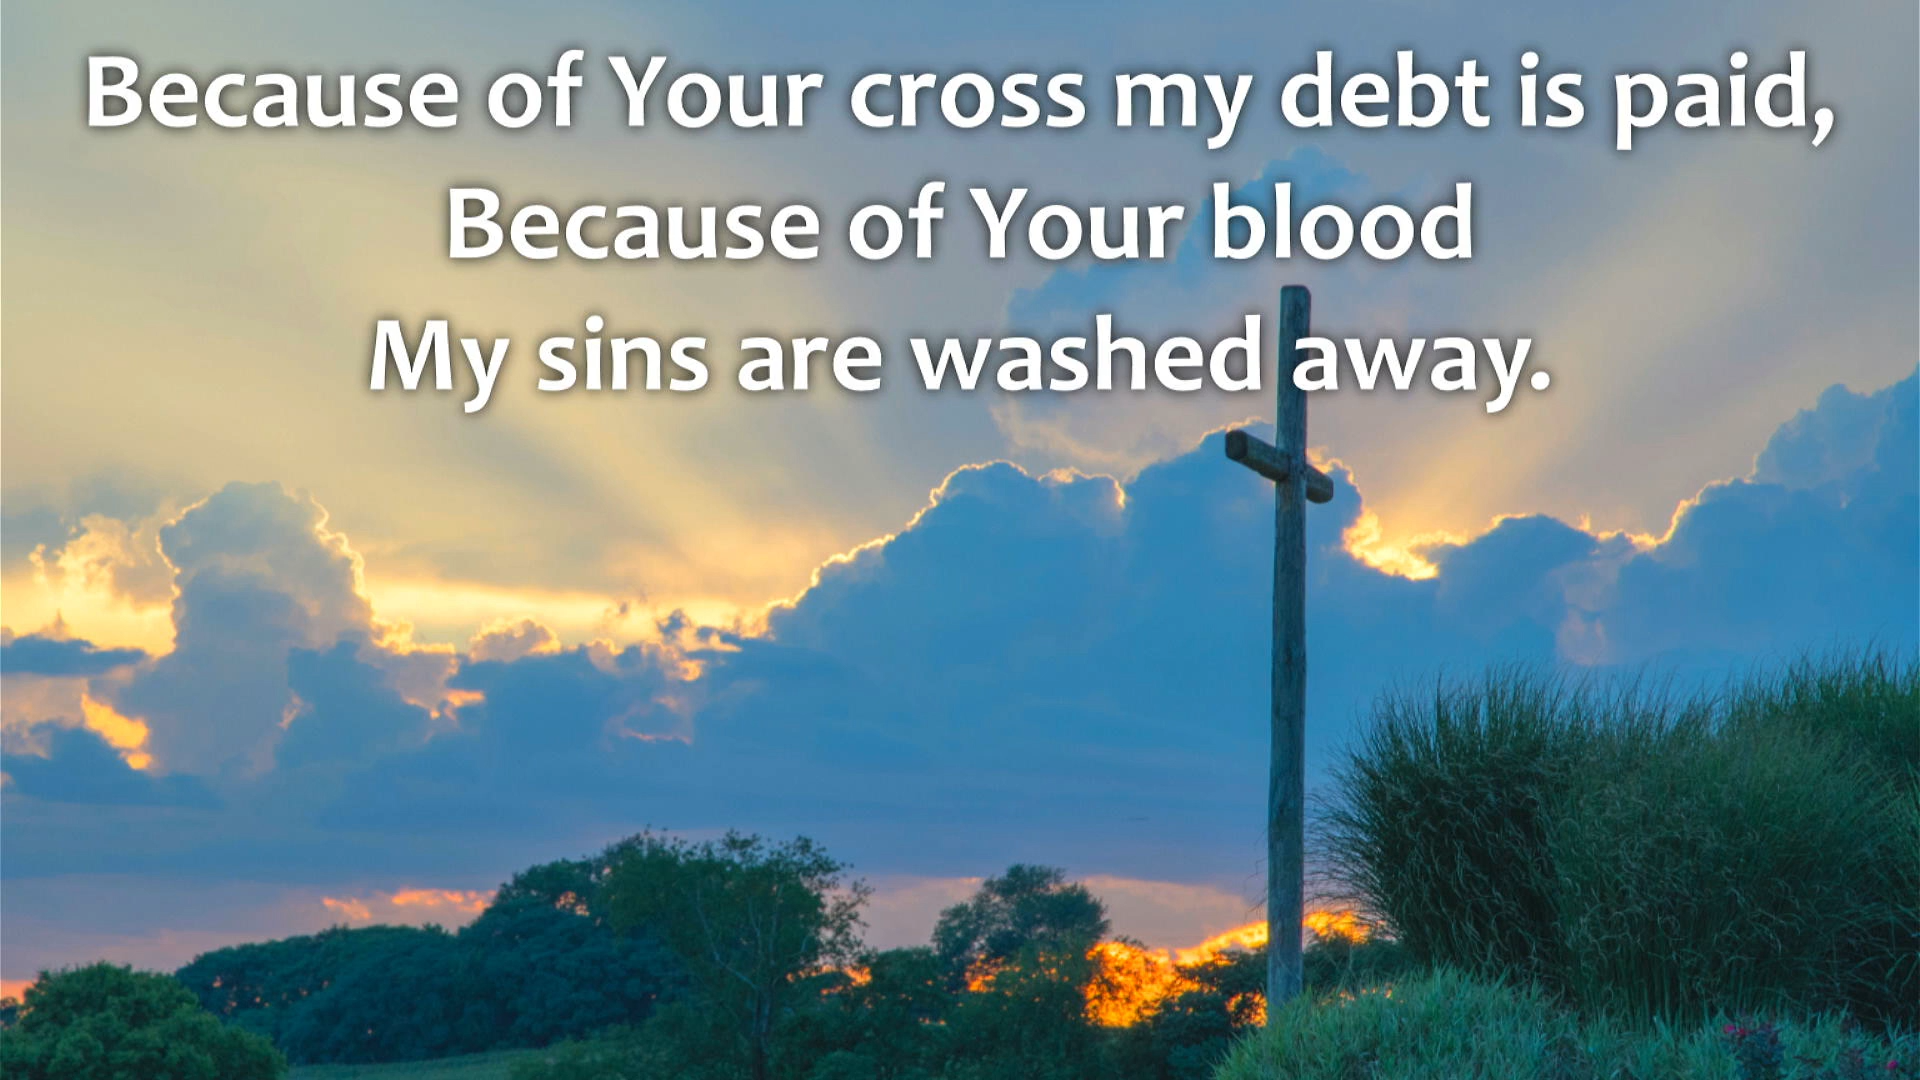 Because of Your cross my debt is paid,
Because of Your blood
My sins are washed away.